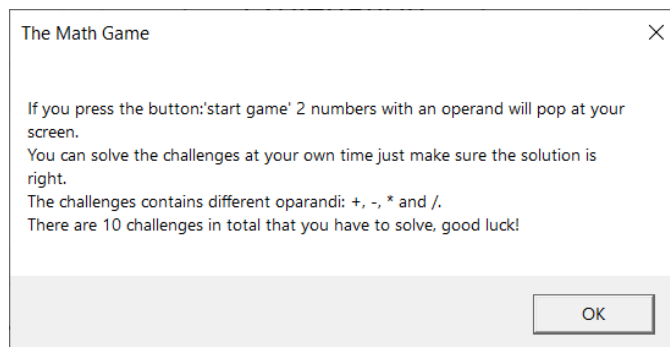 The Math Game
If you press the button:'start game' 2 numbers with an operand will pop at your
screen.
You can solve the challenges at your own time just make sure the solution is
right.
The challenges contains different oparandi: +, -, * and /.
There are 10 challenges in total that you have to solve, good luck!
OK